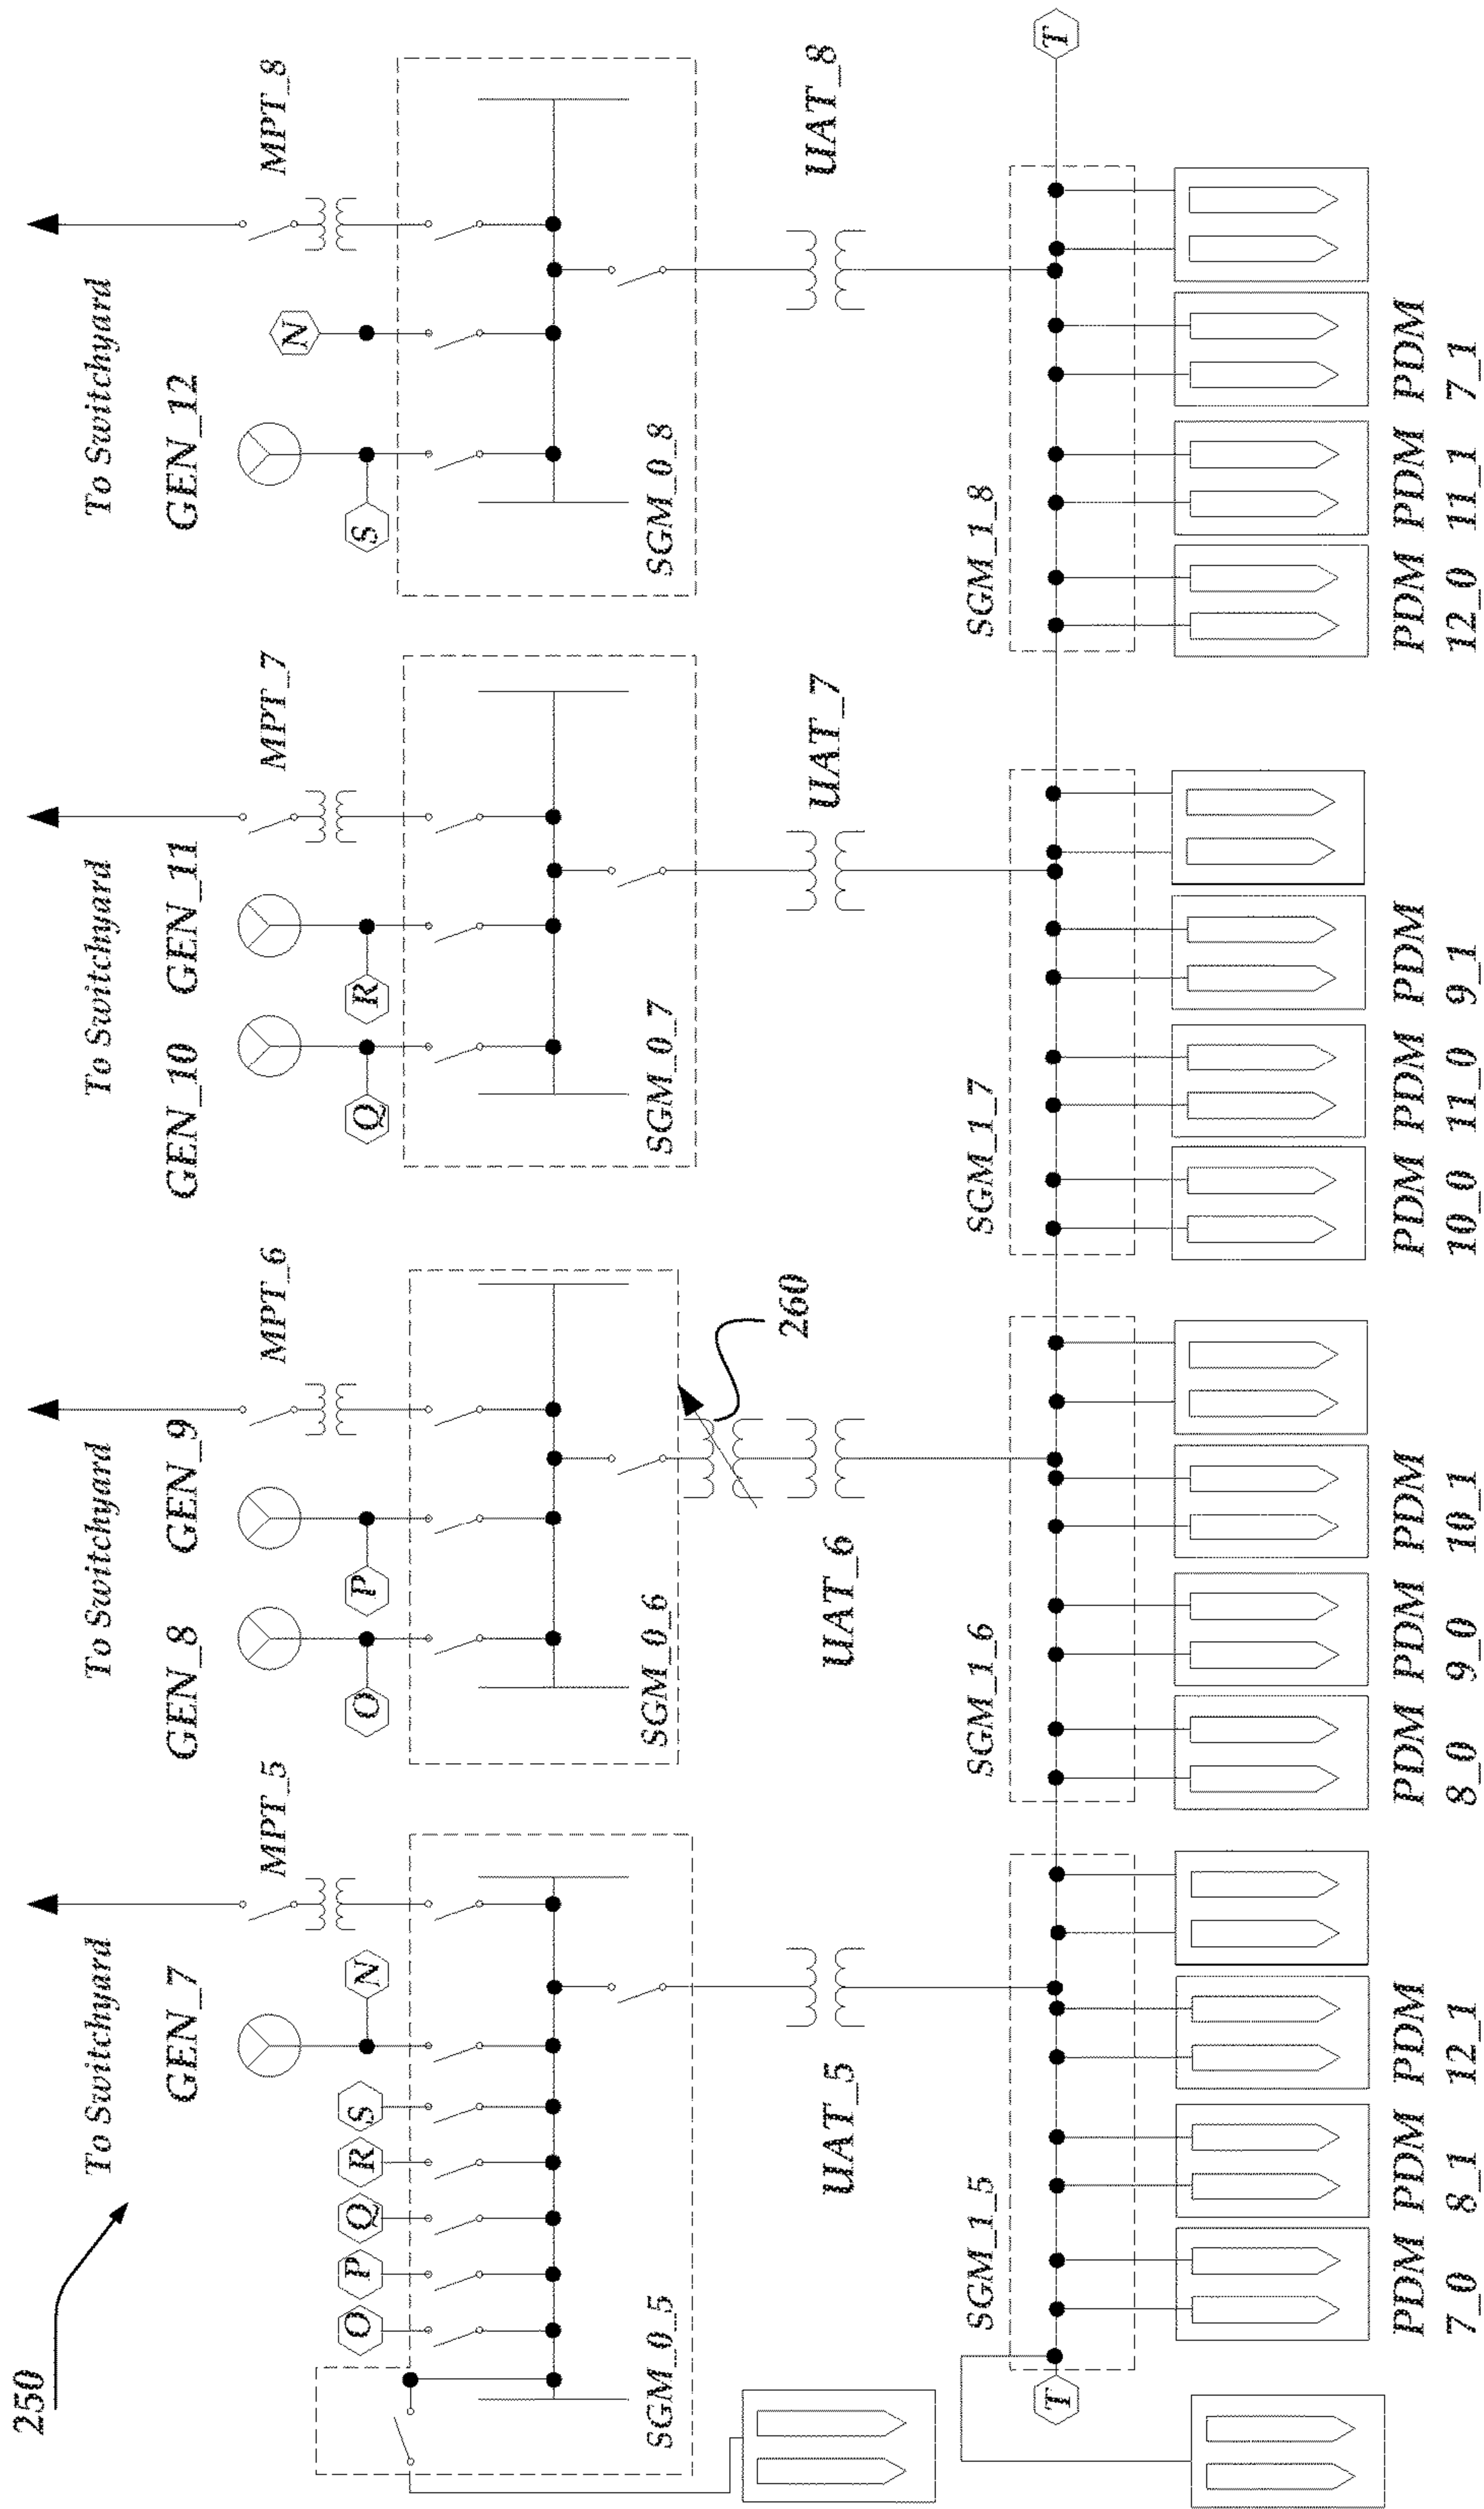 250
To Switchyard To Switchyard To Switchyard To Switchyard
GEN_7 GEN_8 GEN_9 GEN_10 GEN_11 GEN_12
MPT_5 MPT_6 MPT_7 N MPT_8
O P Q R S N O P Q R S
SGM_0_5 SGM_0_6 SGM_0_7 SGM_0_8
260
UAT_5 UAT_6 UAT_7 UAT_8
SGM_1_5 SGM_1_6 SGM_1_7 SGM_1_8
T T
PDM PDM PDM PDM PDM PDM PDM PDM PDM PDM PDM PDM
7_0 8_1 12_1 8_0 9_0 10_1 10_0 11_0 9_1 12_0 11_1 7_1